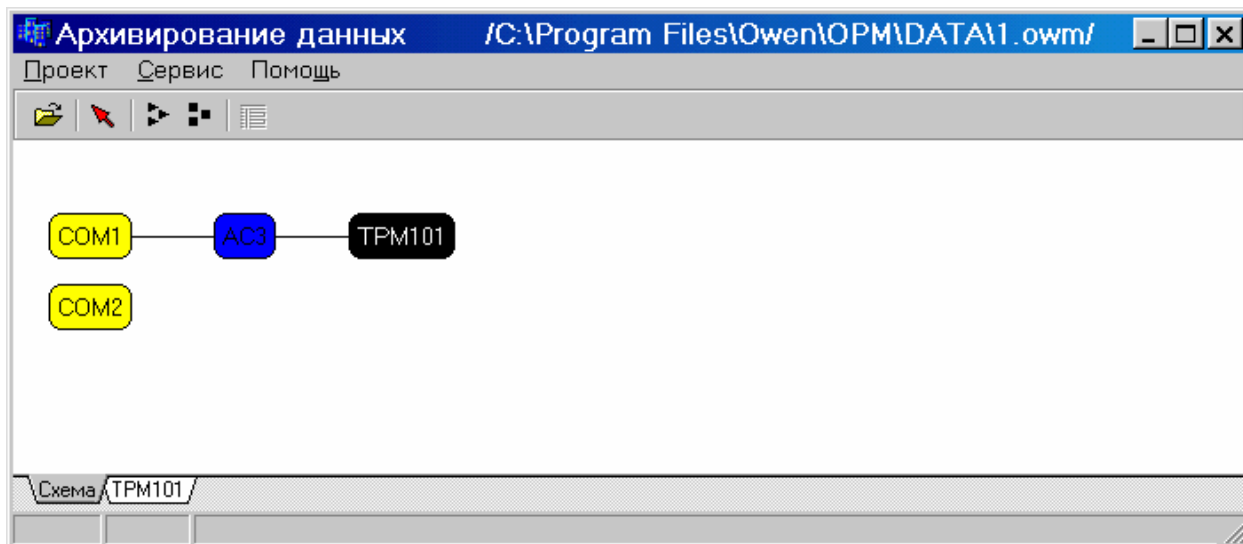 Архивирование данных /C:\Program Files\Owen\OPM\DATA\1.owm/
Проект Сервис Помощь
COM1 АС3 ТРМ101
COM2
Схема ТРМ101